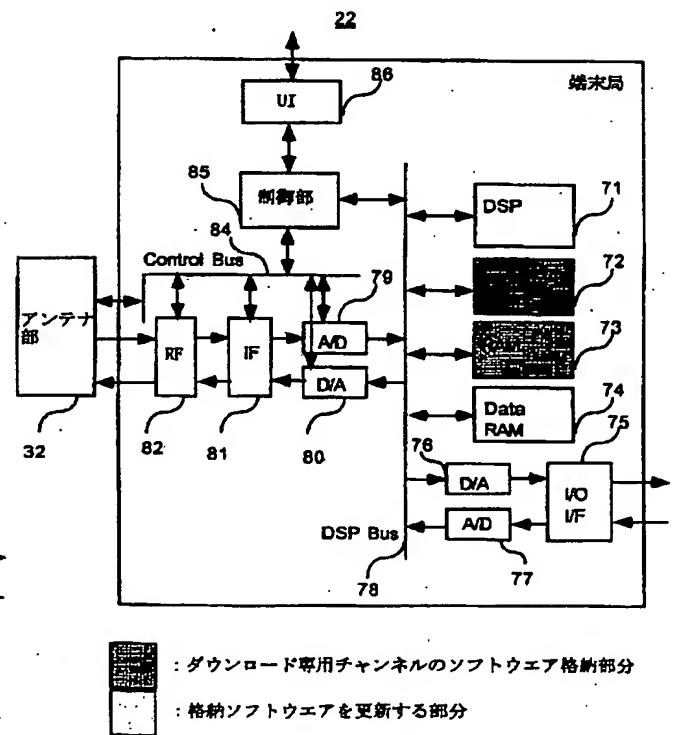 22
端末局
UI
86
85
制御部
84
Control Bus
79
アンテナ
部
RF
IF
A/D
D/A
32
82
81
80
DSP
71
72
73
Data
RAM
74
75
76
D/A
I/O
I/F
A/D
77
DSP Bus
78
:ダウンロード専用チャンネルのソフトウエア格納部分
:格納ソフトウエアを更新する部分